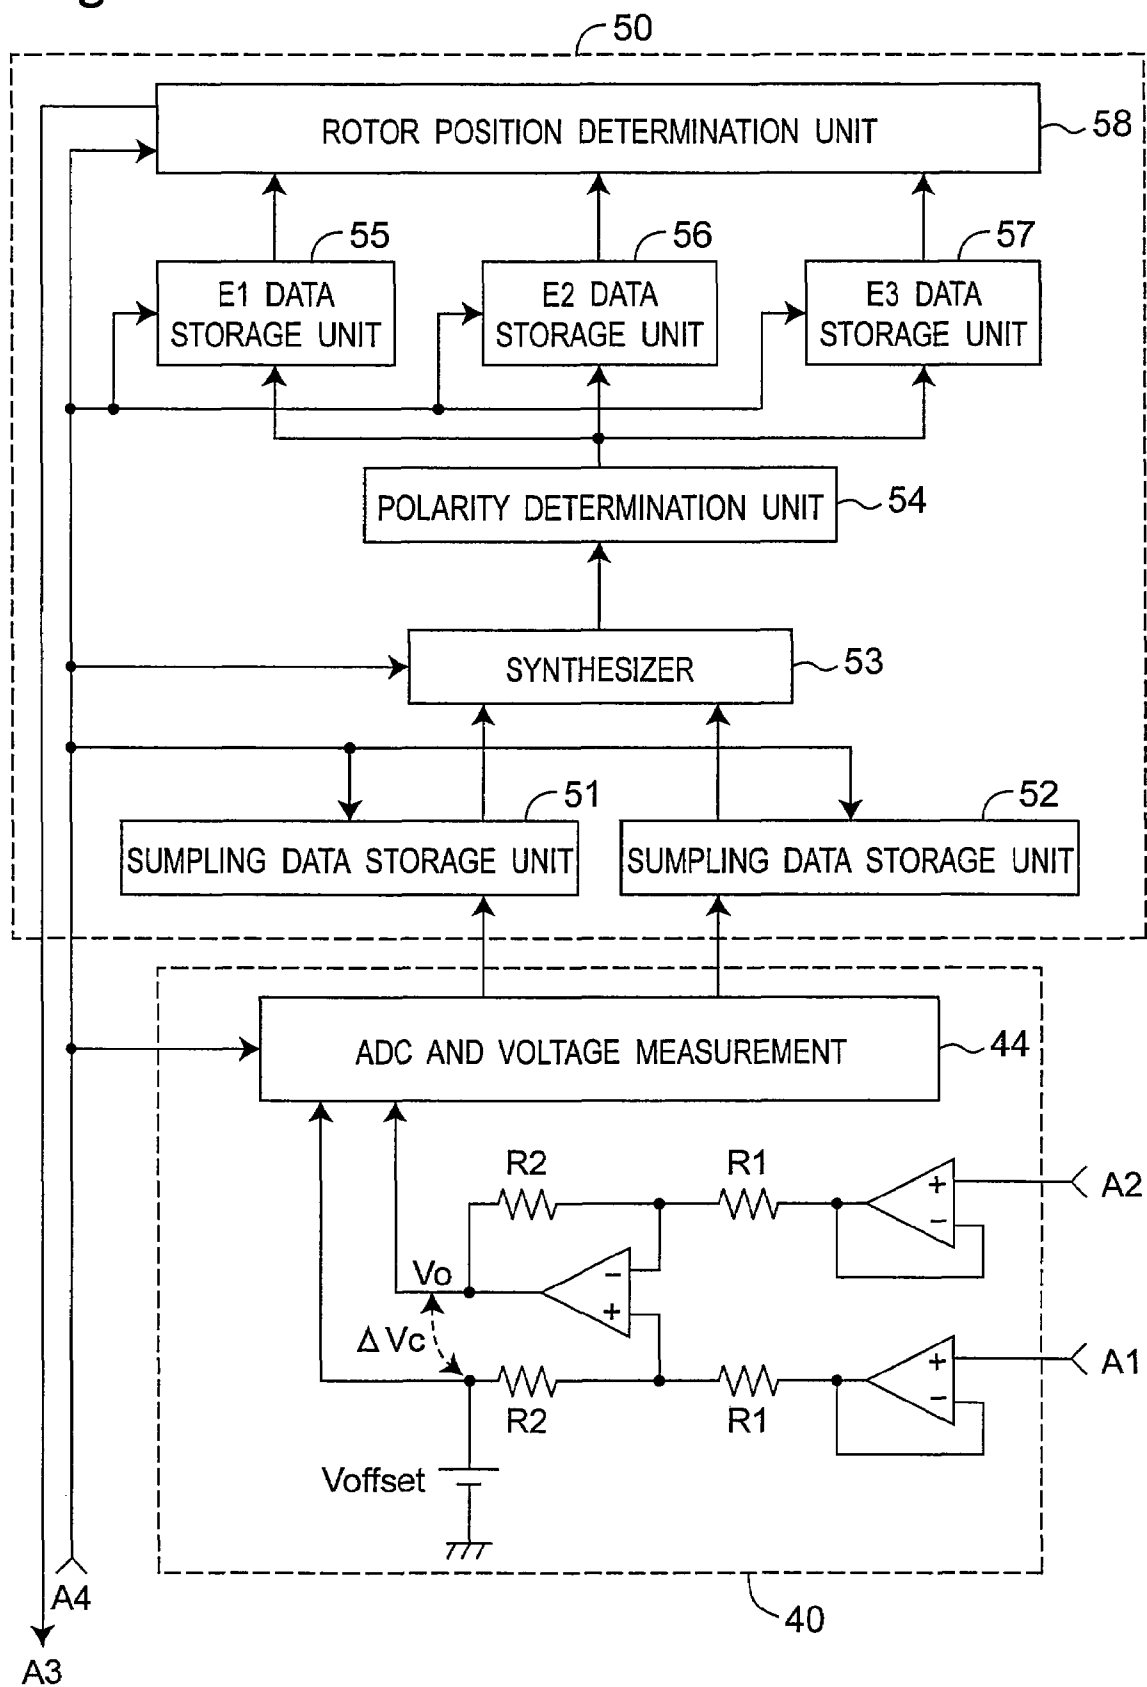 50
ROTOR POSITION DETERMINATION UNIT
58
55
56
57
E1 DATA
STORAGE UNIT
E2 DATA
STORAGE UNIT
E3 DATA
STORAGE UNIT
POLARITY DETERMINATION UNIT
54
SYNTHESIZER
53
51
52
SUMPLING DATA STORAGE UNIT
SUMPLING DATA STORAGE UNIT
ADC AND VOLTAGE MEASUREMENT
44
R2
R1
+
−
A2
Vo
−
+
Δ Vc
+
−
A1
R2
R1
Voffset
A4
40
A3